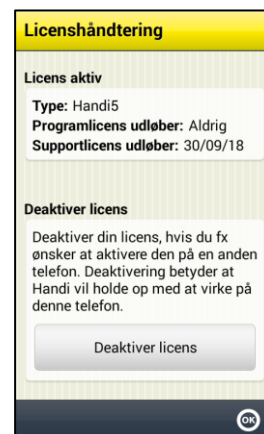 Licenshåndtering
Licens aktiv
Type: Handi5
Programlicens udløber: Aldrig
Supportlicens udløber: 30/09/18
Deaktiver licens
Deaktiver din licens, hvis du fx
ønsker at aktivere den på en anden
telefon. Deaktivering betyder at
Handi vil holde op med at virke på
denne telefon.
Deaktiver licens
OK